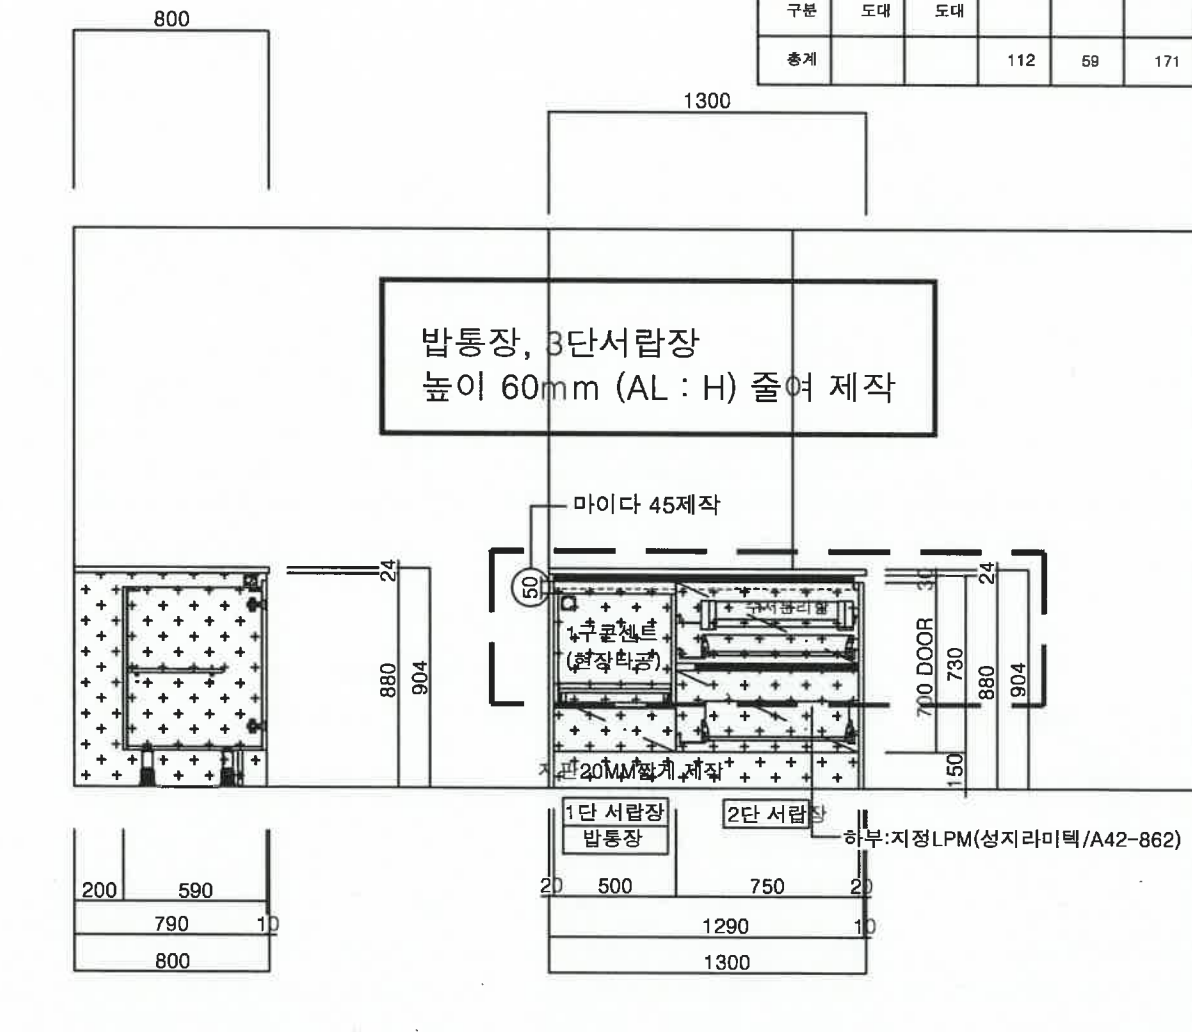 800
구분 도대 도대
총계 112 59 171
1300
밥통장, 3단서랍장
높이 60mm (AL : H) 줄여 제작
마이다 45제작
24
880
904
50
1구콘센트
(현장타공)
수저분리함
30
700 DOOR
730
150
24
880
904
20MM짧게 제작
1단 서랍장
밥통장
2단 서랍장
하부:지정LPM(성지라미텍/A42-862)
200 590
790 10
800
20 500 750 20
1290 10
1300